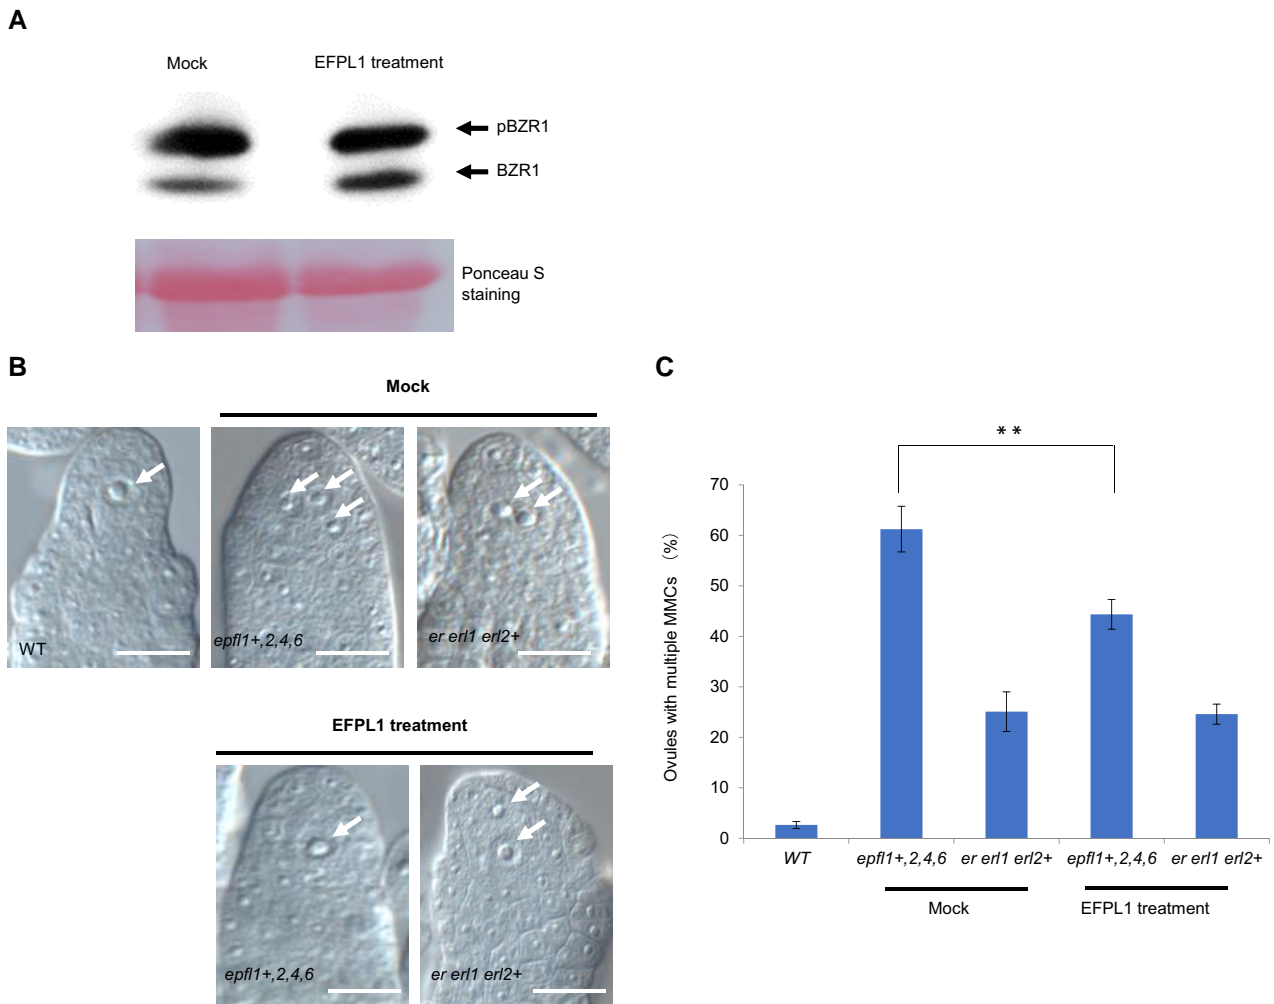 A
Mock
EFPL1 treatment
pBZR1
BZR1
Ponceau S
staining
B
Mock
WT
epfl1+,2,4,6
er erl1 erl2+
EFPL1 treatment
epfl1+,2,4,6
er erl1 erl2+
C
**
Ovules with multiple MMCs （%）
70
60
50
40
30
20
10
0
WT
epfl1+,2,4,6
er erl1 erl2+
epfl1+,2,4,6
er erl1 erl2+
Mock
EFPL1 treatment